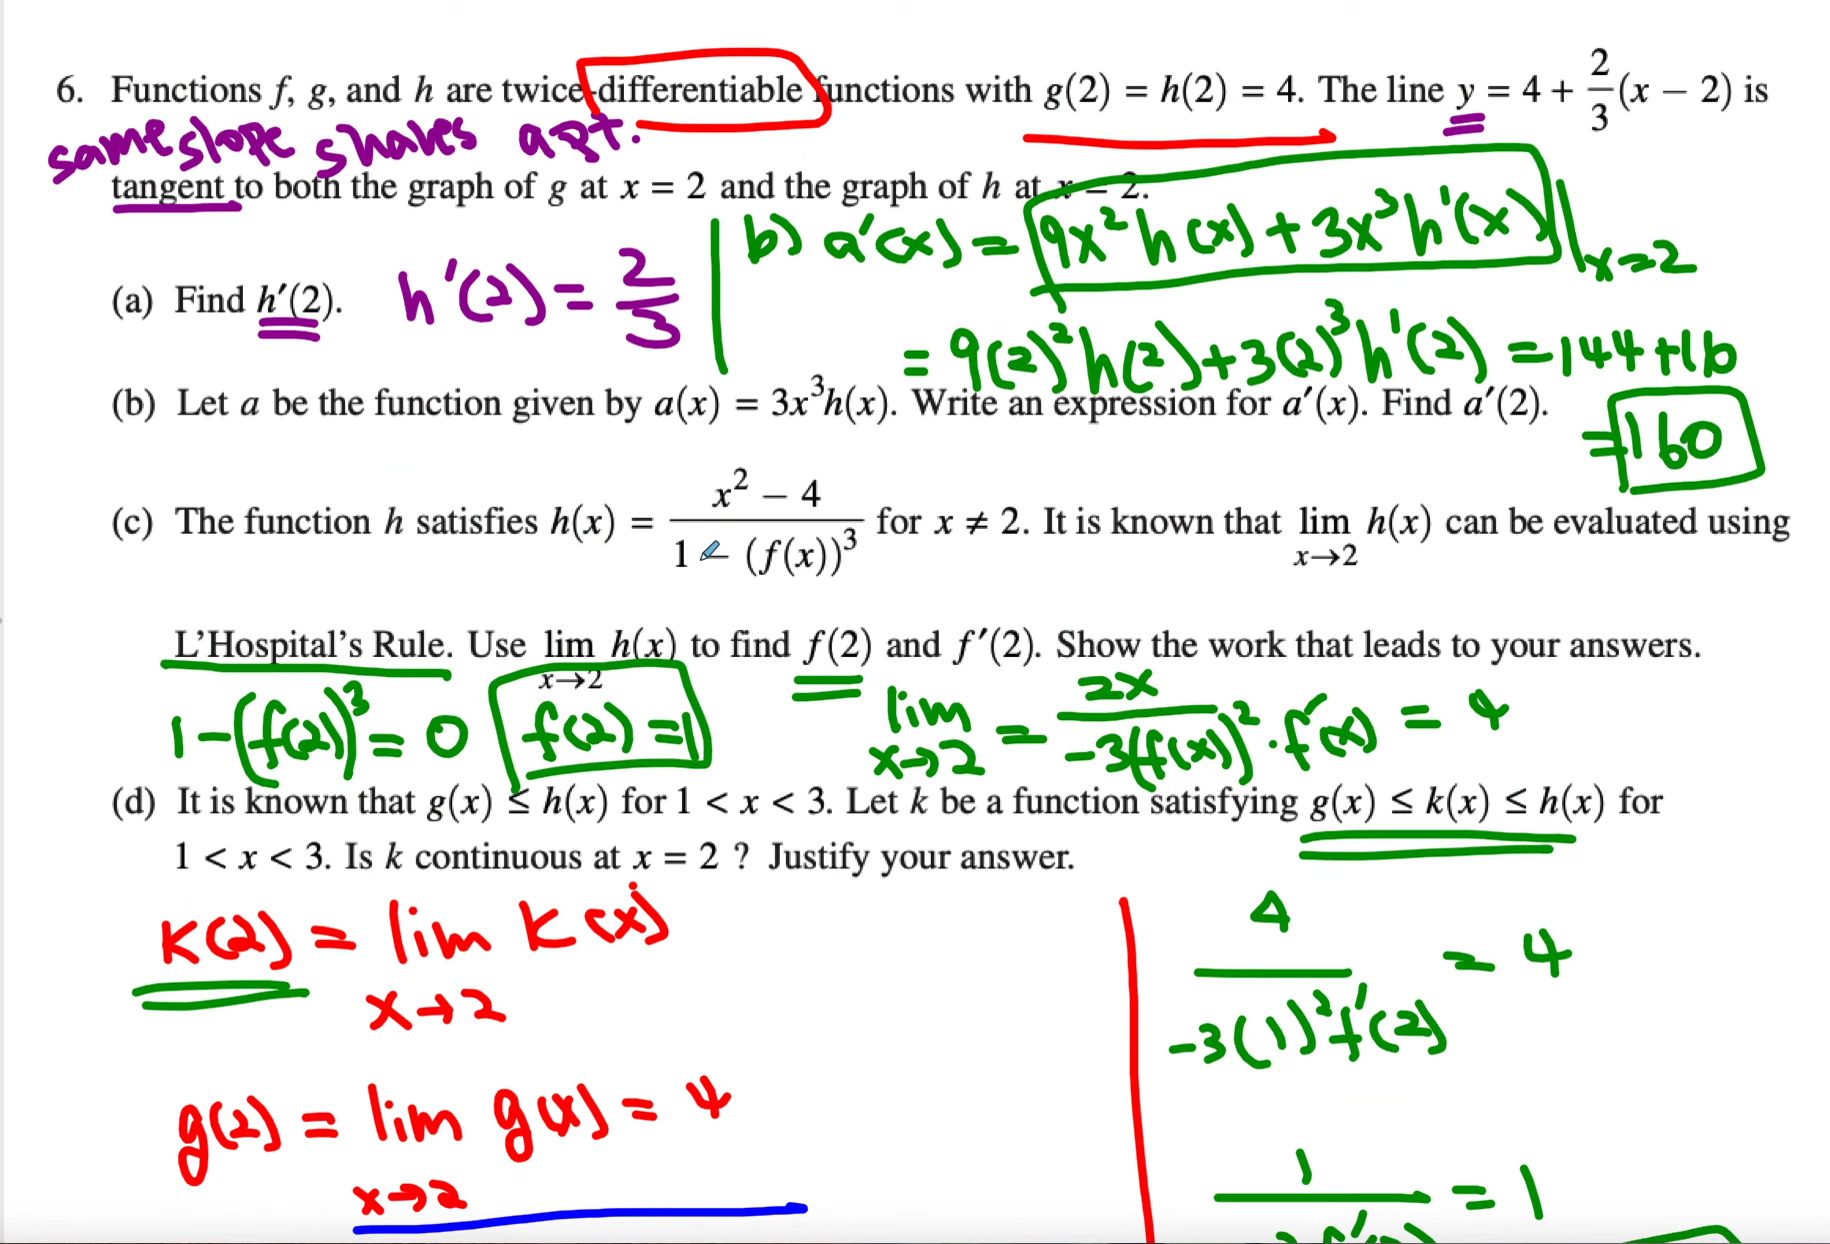 6. Functions f, g, and h are twice-differentiable functions with g(2) = h(2) = 4. The line y = 4 + 2/3(x − 2) is
same slope shares a pt.
tangent to both the graph of g at x = 2 and the graph of h at x = 2.
b) a'(x) = 9x²h(x) + 3x³h'(x) |x=2
(a) Find h′(2). h'(2) = 2/3
= 9(2)²h(2) + 3(2)³h'(2) = 144 + 16
(b) Let a be the function given by a(x) = 3x³h(x). Write an expression for a′(x). Find a′(2).
= 160
(c) The function h satisfies h(x) = (x² − 4)/(1 − (f(x))³) for x ≠ 2. It is known that lim x→2 h(x) can be evaluated using
L’Hospital’s Rule. Use lim x→2 h(x) to find f(2) and f′(2). Show the work that leads to your answers.
1 - (f(2))³ = 0 f(2) = 1 lim x→2 = 2x/(-3(f(x))² · f'(x)) = 4
(d) It is known that g(x) ≤ h(x) for 1 < x < 3. Let k be a function satisfying g(x) ≤ k(x) ≤ h(x) for
1 < x < 3. Is k continuous at x = 2 ? Justify your answer.
K(2) = lim x→2 K(x)
4/(-3(1)²f'(2)) = 4
g(2) = lim x→2 g(x) = 4
1
= 1